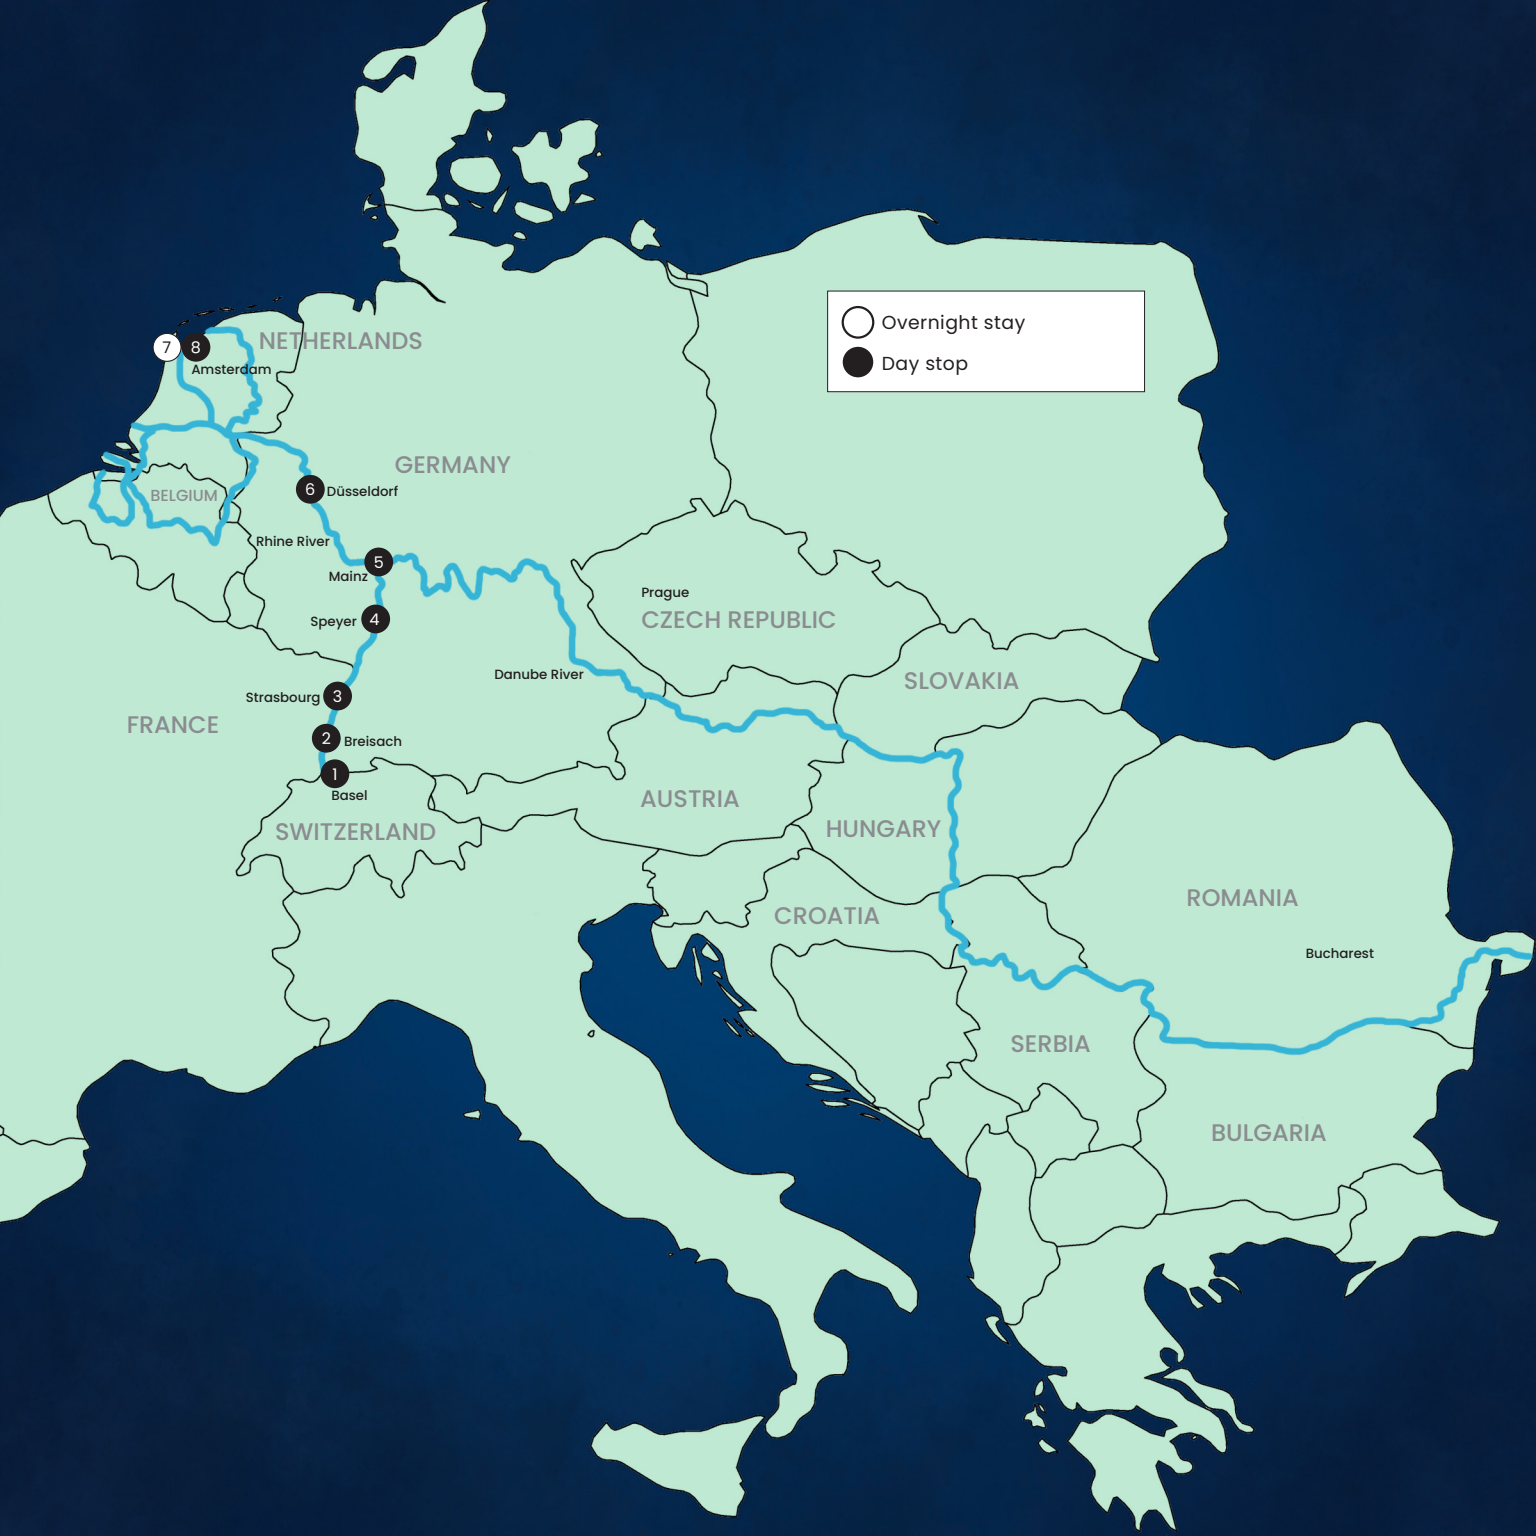 Overnight stay
Day stop
7
8
NETHERLANDS
Amsterdam
GERMANY
BELGIUM
6
Düsseldorf
Rhine River
5
Mainz
Prague
CZECH REPUBLIC
4
Speyer
Danube River
SLOVAKIA
Strasbourg
3
FRANCE
2
Breisach
1
Basel
AUSTRIA
SWITZERLAND
HUNGARY
ROMANIA
CROATIA
Bucharest
SERBIA
BULGARIA